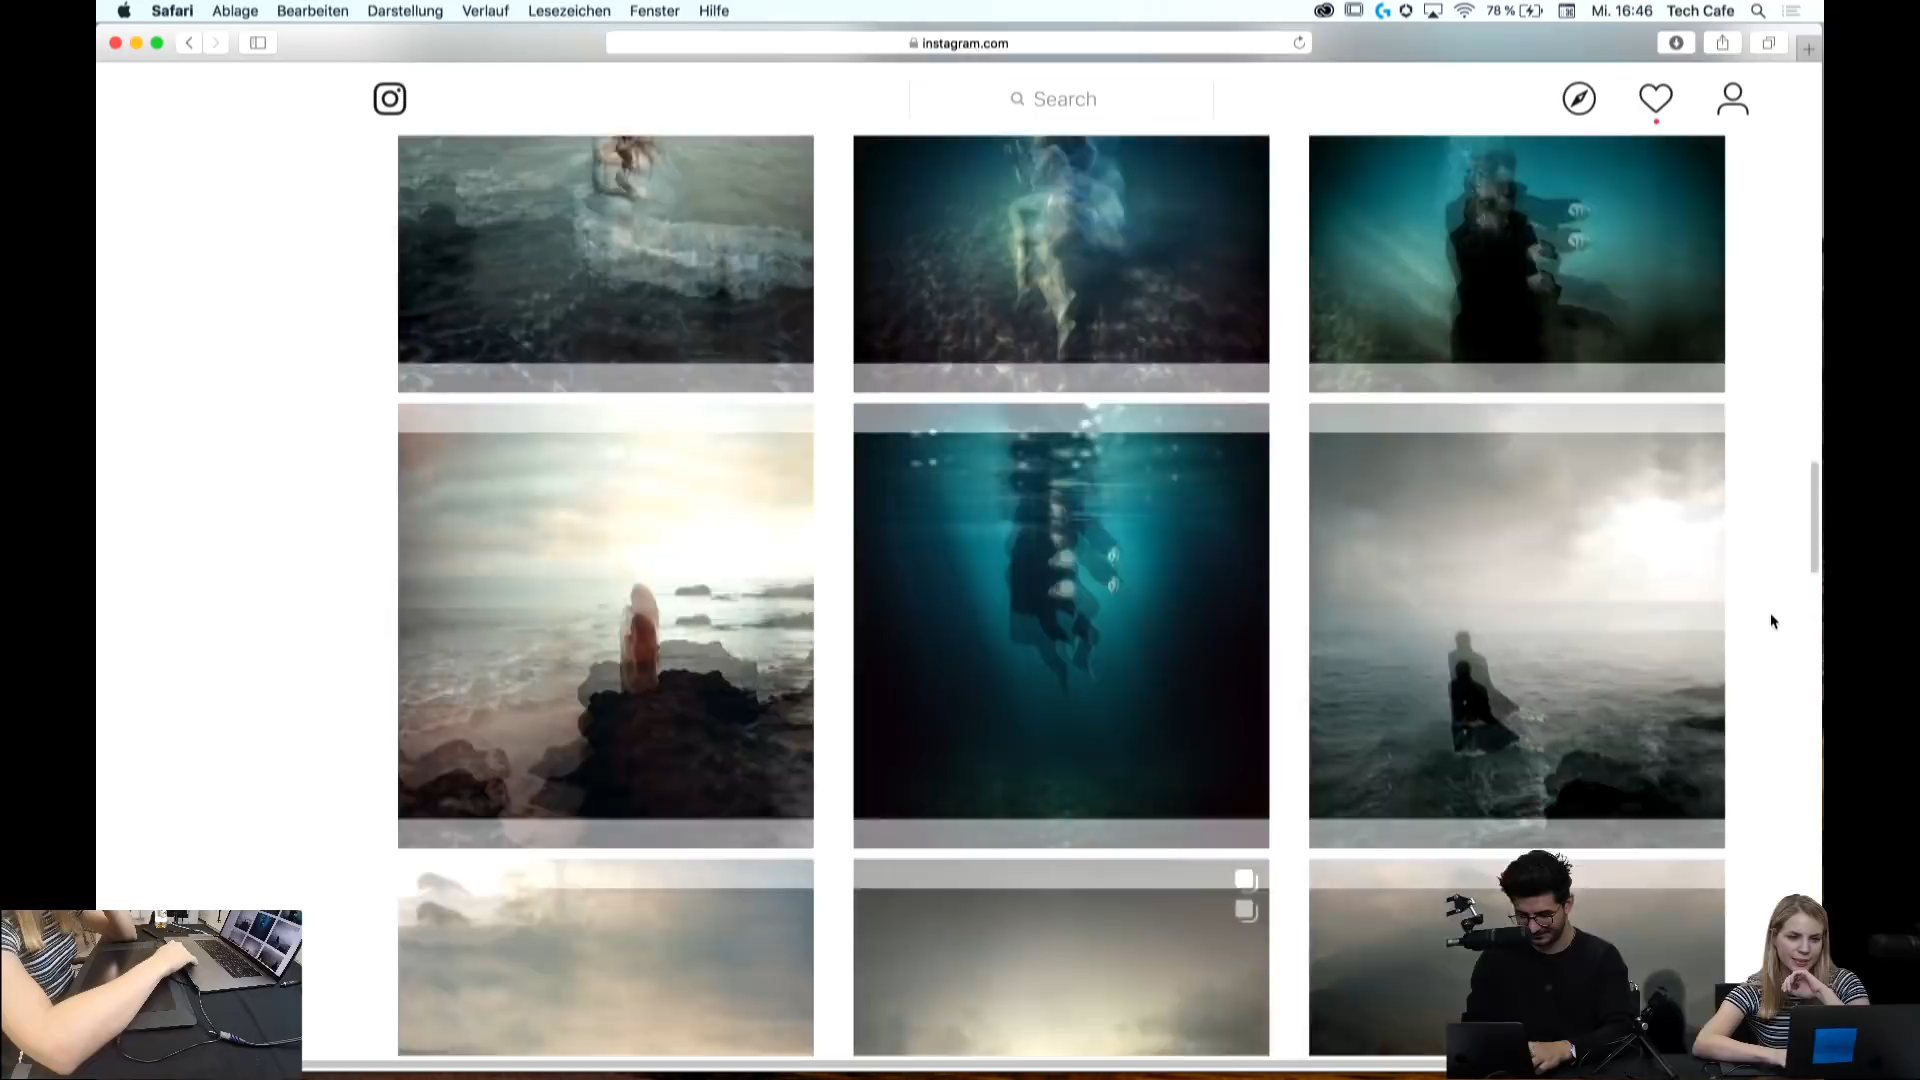 Safari Ablage Bearbeiten Darstellung Verlauf Lesezeichen Fenster Hilfe 78 % Mi. 16:46 Tech Cafe
instagram.com
Search